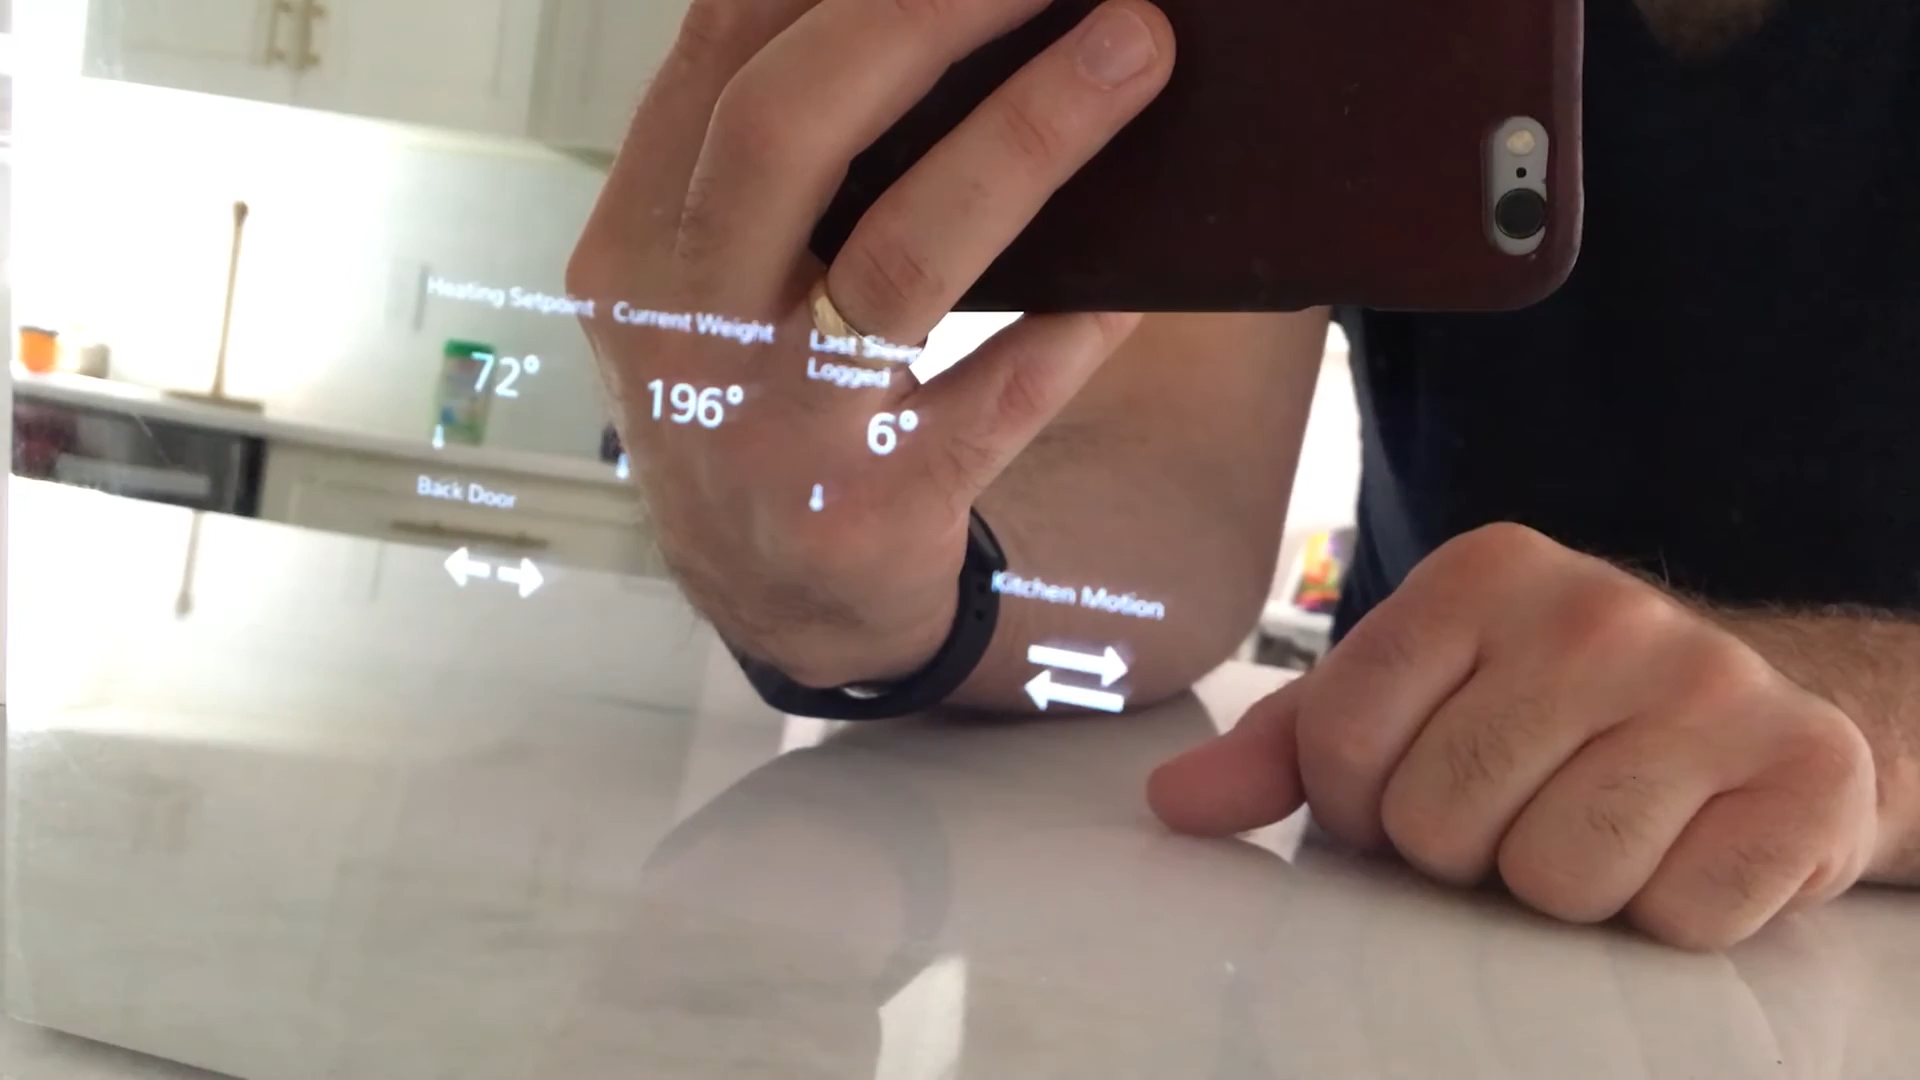 Heating Setpoint
72°
Current Weight
196°
Last Sleep
Logged
6°
Back Door
Kitchen Motion